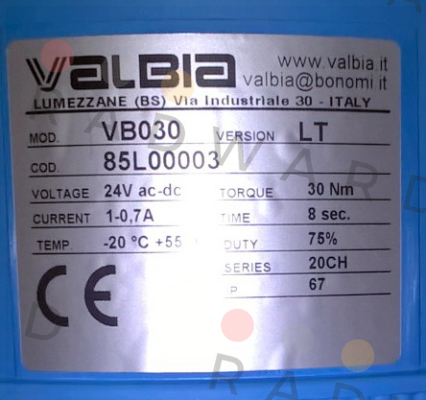 VALBIA
www.valbia.it
valbia@bonomi.it
LUMEZZANE (BS) Via Industriale 30 - ITALY
MOD. VB030 VERSION LT
COD. 85L00003
VOLTAGE 24V ac-dc TORQUE 30 Nm
CURRENT 1-0,7A TIME 8 sec.
TEMP. -20 °C +55 DUTY 75%
SERIES 20CH
CE P 67
RADWARD
RADWARD